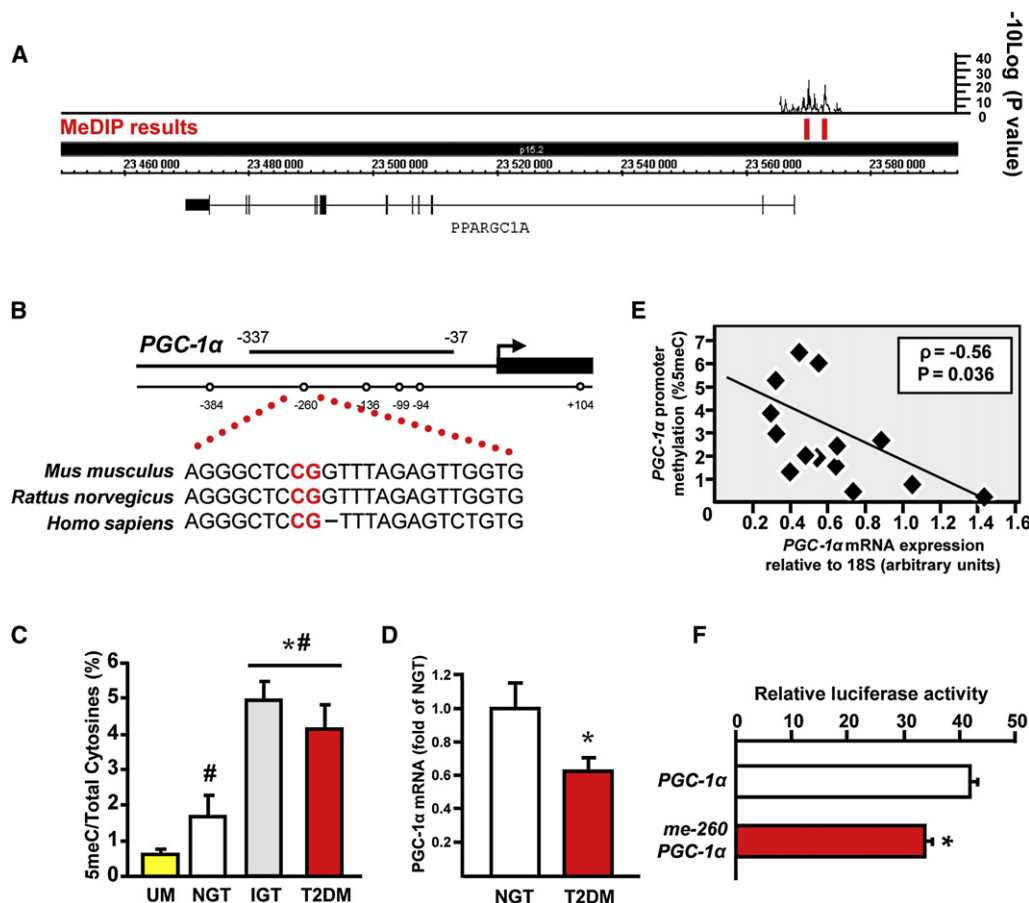 A
-10Log (P value)
40
30
20
10
0
MeDIP results
p15.2
23 460 000 23 480 000 23 500 000 23 520 000 23 540 000 23 560 000 23 580 000
PPARGC1A
B
PGC-1α
-337 -37
-384 -260 -136 -99 -94 +104
Mus musculus AGGGCTCCGGTTTAGAGTTGGTG
Rattus norvegicus AGGGCTCCGGTTTAGAGTTGGTG
Homo sapiens AGGGCTCCG–TTTAGAGTCTGTG
E
PGC-1α promoter
methylation (%5meC)
7
6
5
4
3
2
1
0
ρ = -0.56
P = 0.036
0.2 0.4 0.6 0.8 1.0 1.2 1.4 1.6
PGC-1α mRNA expression
relative to 18S (arbitrary units)
C
5meC/Total Cytosines (%)
6
5
4
3
2
1
0
#
*#
UM NGT IGT T2DM
D
PGC-1α mRNA (fold of NGT)
1.2
1.0
0.8
0.6
0.4
0.2
*
NGT T2DM
F
Relative luciferase activity
0 10 20 30 40 50
PGC-1α
me-260
PGC-1α
*